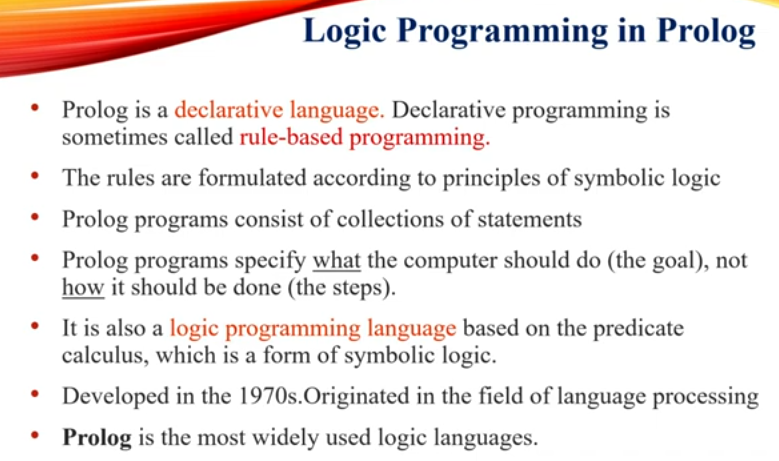 Logic Programming in Prolog
• Prolog is a declarative language. Declarative programming is
sometimes called rule-based programming.
• The rules are formulated according to principles of symbolic logic
• Prolog programs consist of collections of statements
• Prolog programs specify what the computer should do (the goal), not
how it should be done (the steps).
• It is also a logic programming language based on the predicate
calculus, which is a form of symbolic logic.
• Developed in the 1970s.Originated in the field of language processing
• Prolog is the most widely used logic languages.